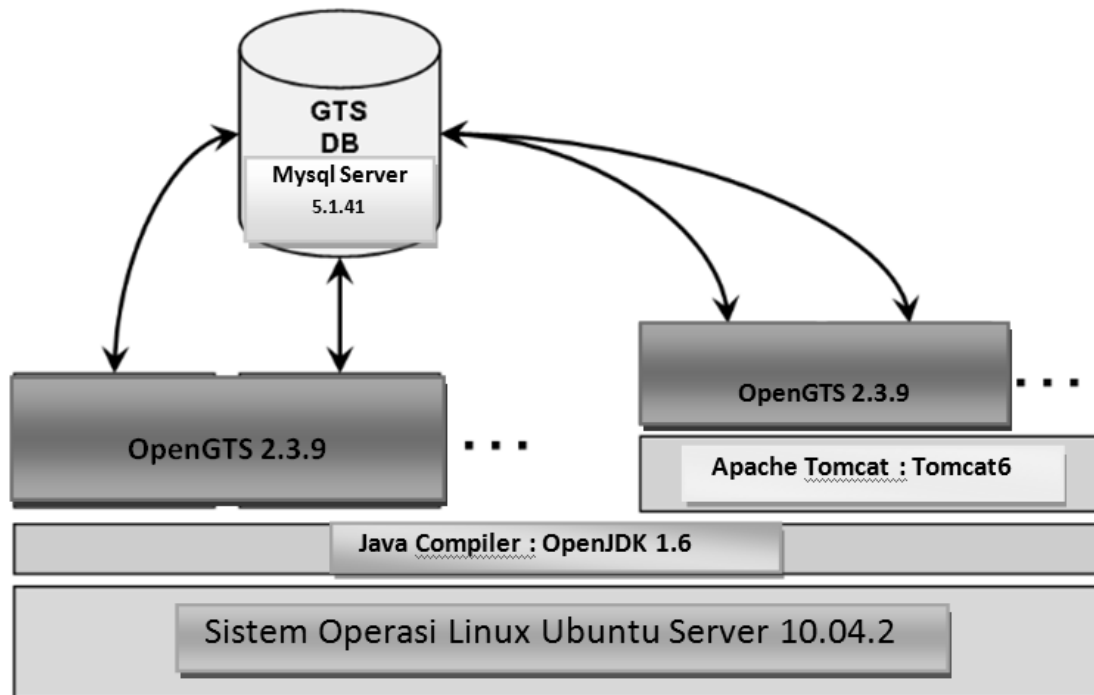 GTS
DB
Mysql Server
5.1.41
OpenGTS 2.3.9
...
OpenGTS 2.3.9
...
Apache Tomcat : Tomcat6
Java Compiler : OpenJDK 1.6
Sistem Operasi Linux Ubuntu Server 10.04.2